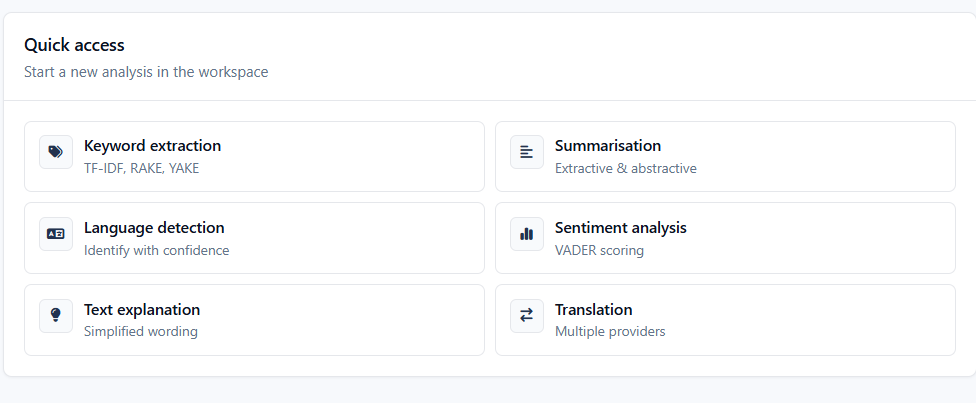 Quick access
Start a new analysis in the workspace
Keyword extraction
TF-IDF, RAKE, YAKE
Summarisation
Extractive & abstractive
Language detection
Identify with confidence
Sentiment analysis
VADER scoring
Text explanation
Simplified wording
Translation
Multiple providers